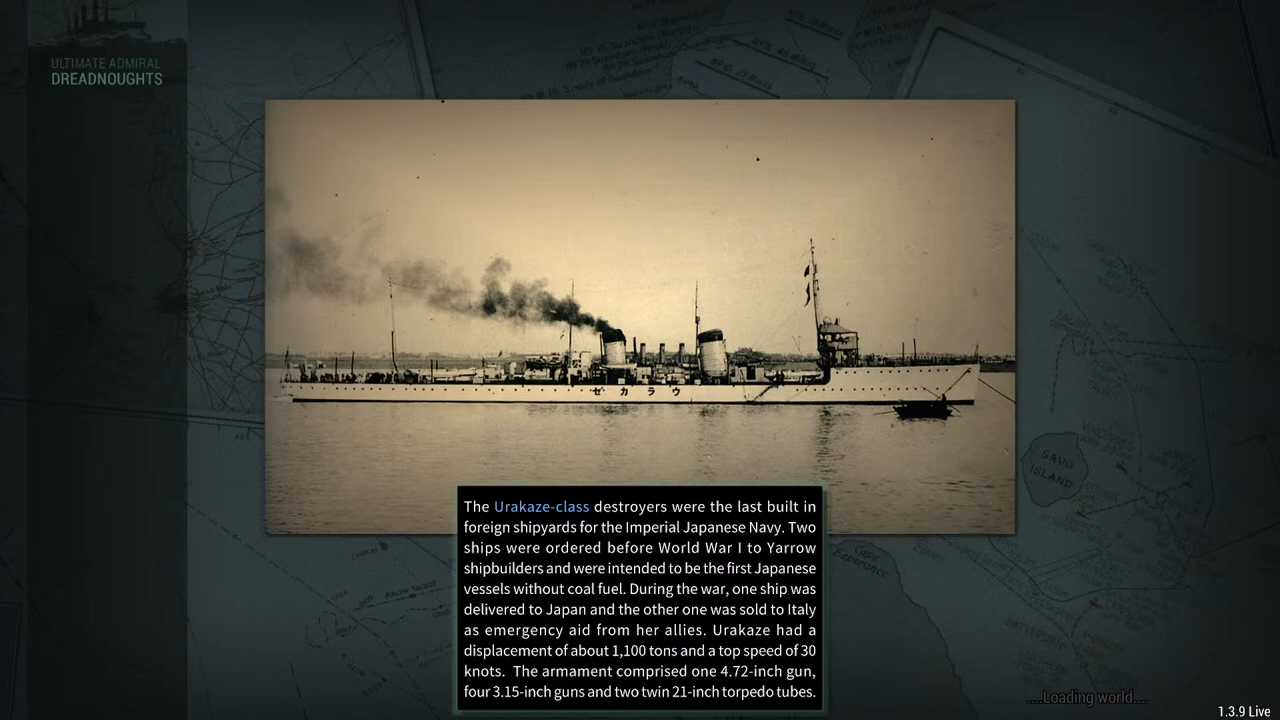 ULTIMATE ADMIRAL
DREADNOUGHTS
SAVO
ISLAND
Cape
Esperance
ゼカラウ
The Urakaze-class destroyers were the last built in
foreign shipyards for the Imperial Japanese Navy. Two
ships were ordered before World War I to Yarrow
shipbuilders and were intended to be the first Japanese
vessels without coal fuel. During the war, one ship was
delivered to Japan and the other one was sold to Italy
as emergency aid from her allies. Urakaze had a
displacement of about 1,100 tons and a top speed of 30
knots. The armament comprised one 4.72-inch gun,
four 3.15-inch guns and two twin 21-inch torpedo tubes.
....Loading world....
1.3.9 Live